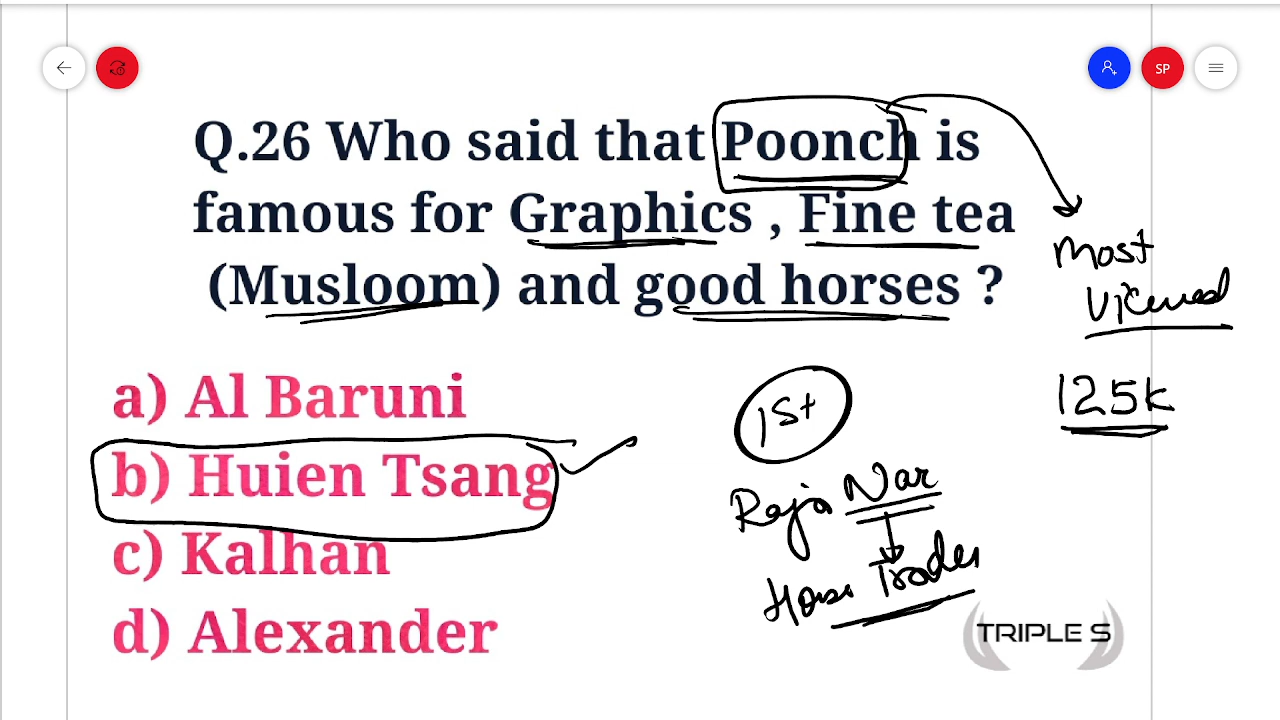 SP
Q.26 Who said that Poonch is
famous for Graphics , Fine tea
(Musloom) and good horses ?
most
viewed
125k
a) Al Baruni
1st
b) Huien Tsang
Raja Nar
c) Kalhan
Horse Trader
d) Alexander
TRIPLE S